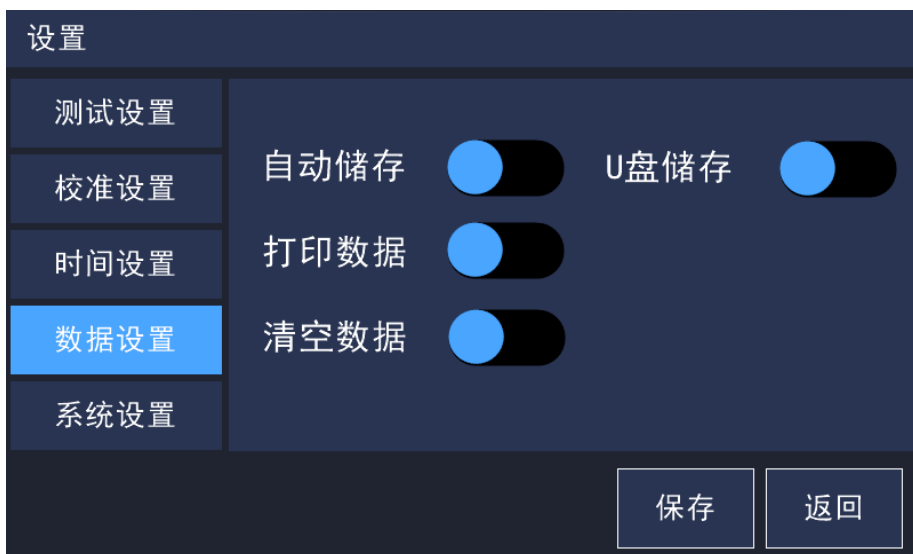 设置
测试设置
校准设置
时间设置
数据设置
系统设置
自动储存
U盘储存
打印数据
清空数据
保存
返回